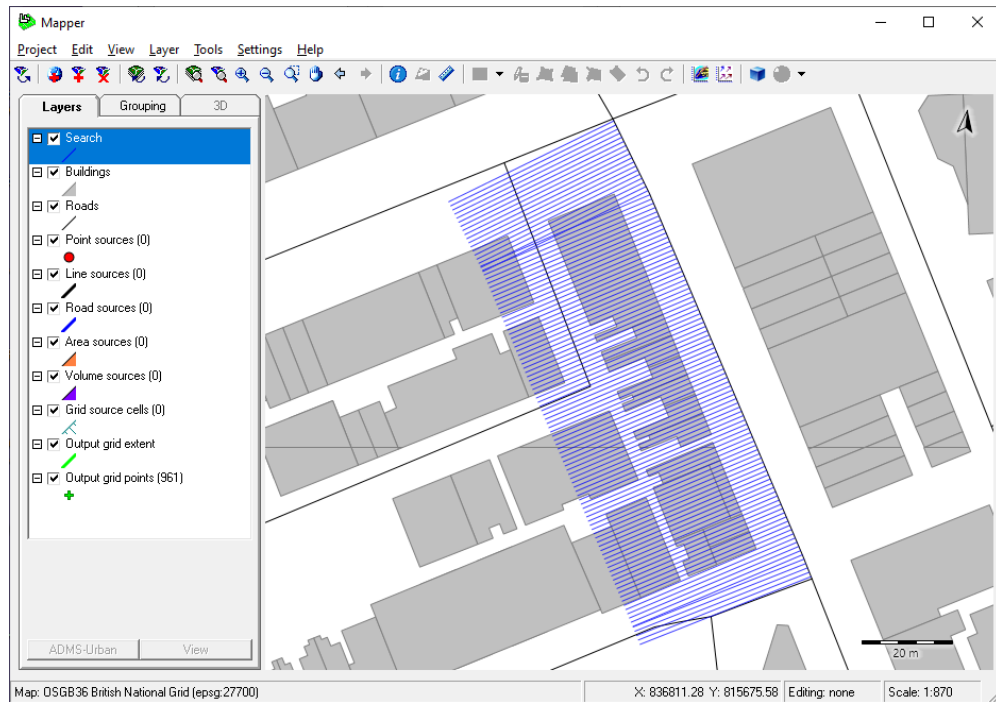 Mapper
Project Edit View Layer Tools Settings Help
Layers Grouping 3D
Search
Buildings
Roads
Point sources (0)
Line sources (0)
Road sources (0)
Area sources (0)
Volume sources (0)
Grid source cells (0)
Output grid extent
Output grid points (961)
20 m
ADMS-Urban View
Map: OSGB36 British National Grid (epsg:27700) X: 836811.28 Y: 815675.58 Editing: none Scale: 1:870